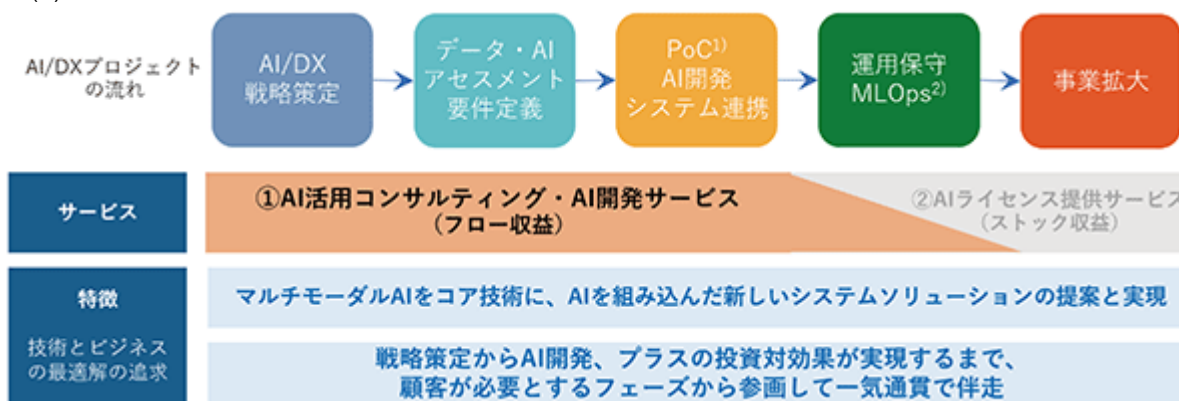 AI/DXプロジェクト
の流れ
AI/DX
戦略策定
データ・AI
アセスメント
要件定義
PoC1)
AI開発
システム連携
運用保守
MLOps2)
事業拡大
サービス
①AI活用コンサルティング・AI開発サービス
(フロー収益)
②AIライセンス提供サービス
(ストック収益)
特徴
技術とビジネス
の最適解の追求
マルチモーダルAIをコア技術に、AIを組み込んだ新しいシステムソリューションの提案と実現
戦略策定からAI開発、プラスの投資対効果が実現するまで、
顧客が必要とするフェーズから参画して一気通貫で伴走